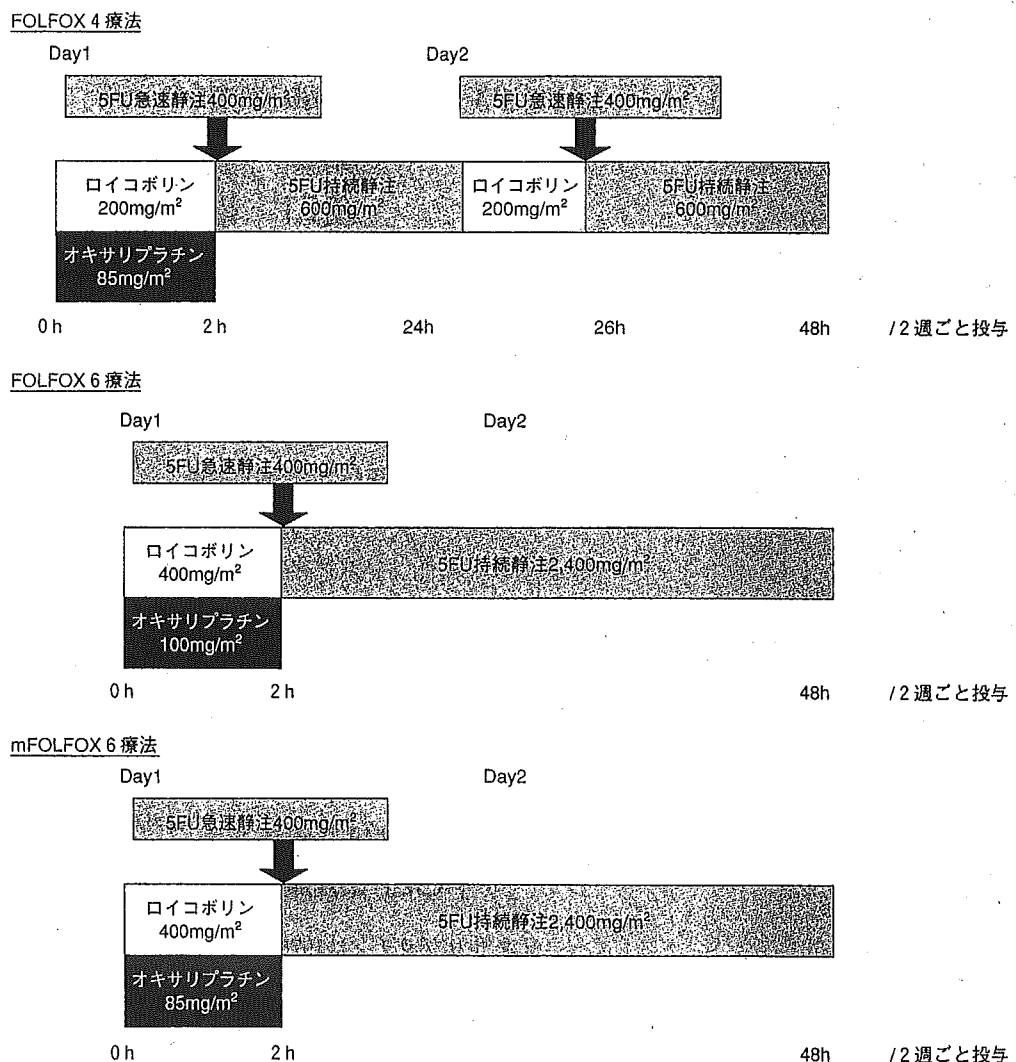 FOLFOX 4 療法
Day1 Day2
5FU急速静注400mg/m² 5FU急速静注400mg/m²
ロイコボリン 5FU持続静注 ロイコボリン 5FU持続静注
200mg/m² 600mg/m² 200mg/m² 600mg/m²
オキサリプラチン
85mg/m²
0 h 2 h 24h 26h 48h / 2 週ごと投与
FOLFOX 6 療法
Day1 Day2
5FU急速静注400mg/m²
ロイコボリン
400mg/m²
5FU持続静注2,400mg/m²
オキサリプラチン
100mg/m²
0 h 2 h 48h / 2 週ごと投与
mFOLFOX 6 療法
Day1 Day2
5FU急速静注400mg/m²
ロイコボリン
400mg/m²
5FU持続静注2,400mg/m²
オキサリプラチン
85mg/m²
0 h 2 h 48h / 2 週ごと投与